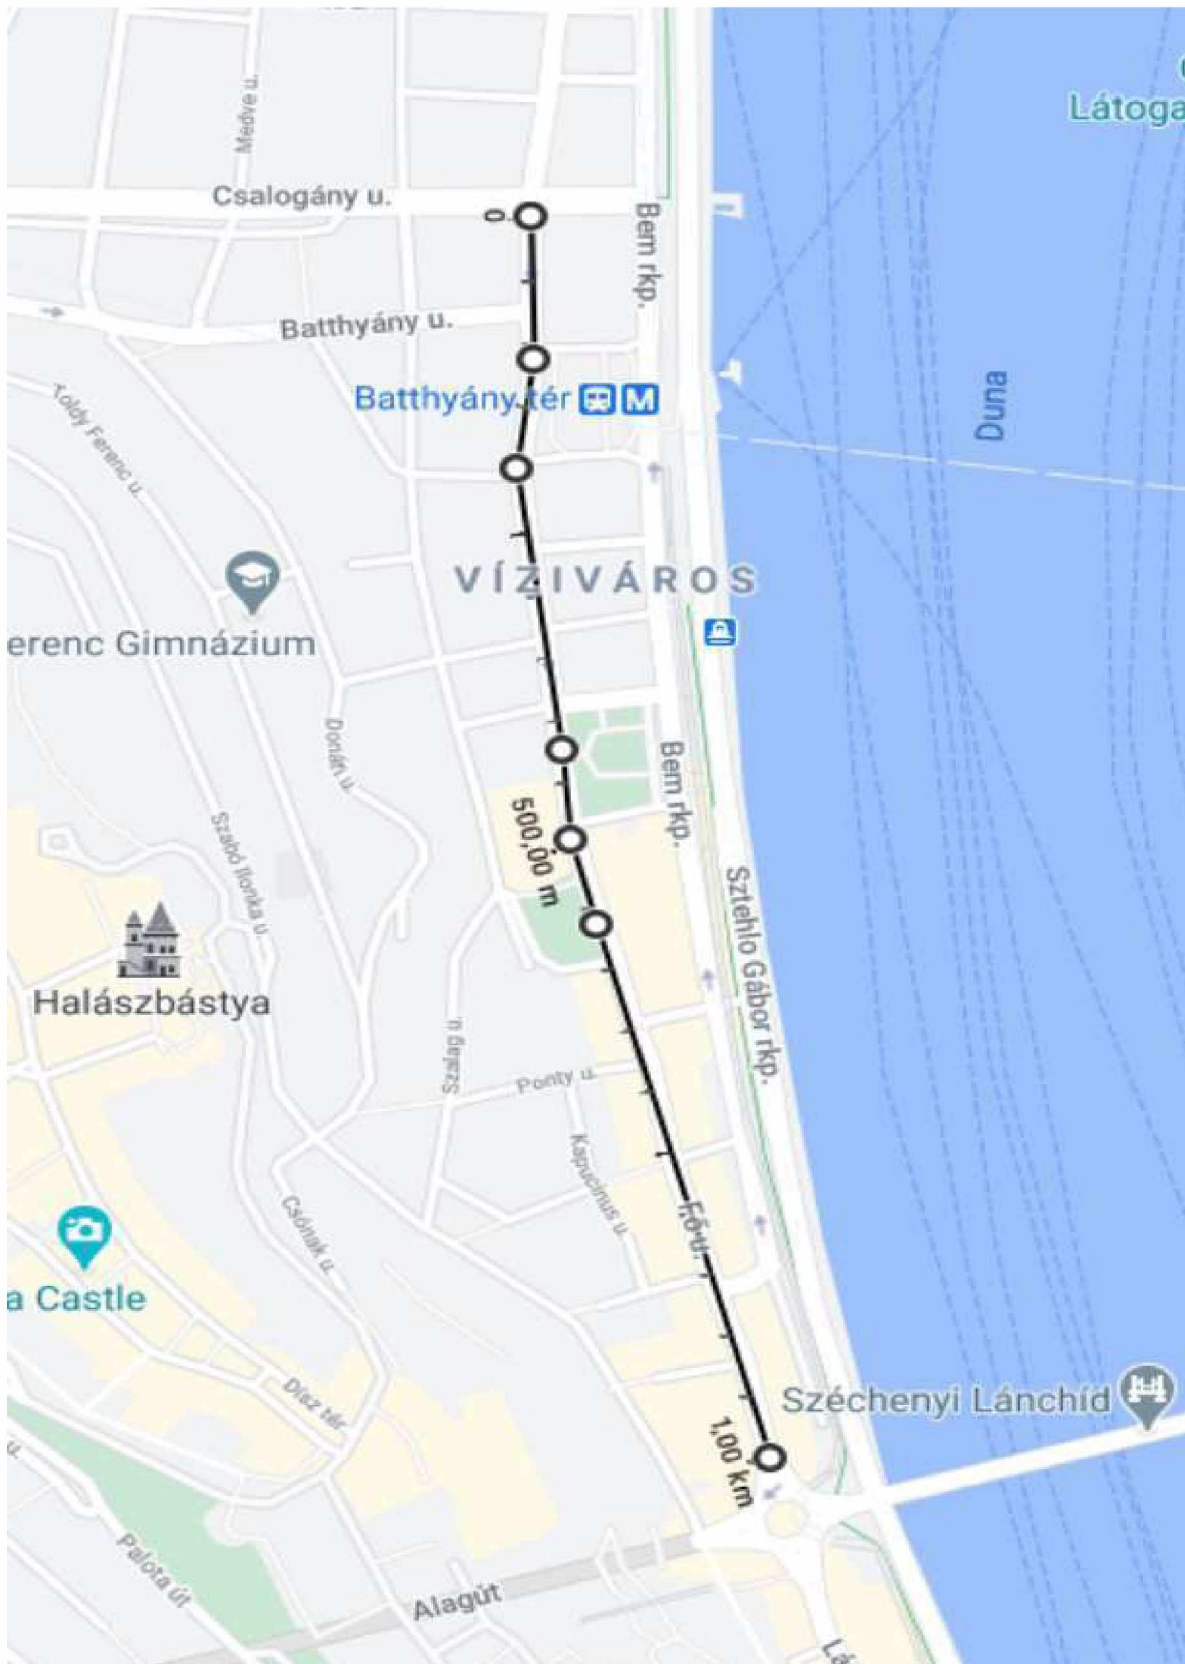 Medve u.
Látoga
Csalogány u.
0
Bem rkp.
Batthyány u.
Batthyány tér
M
Duna
Toldy Ferenc u.
VÍZIVÁROS
erenc Gimnázium
Donáti u.
Bem rkp.
500,00 m
Szabó Ilonka u.
Sztehlo Gábor rkp.
Halászbástya
Szalag u.
Ponty u.
Kapucinus u.
Csónak u.
Fő u.
a Castle
Dísz tér
Széchenyi Lánchíd
1,00 km
u.
Palota út
Alagút
Lá